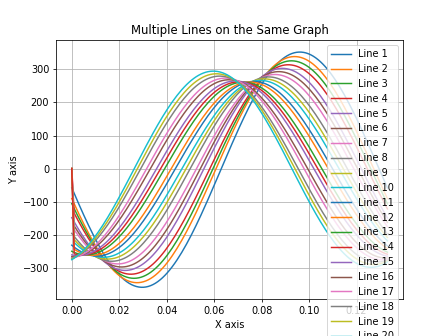 Multiple Lines on the Same Graph
Y axis
300
200
100
0
−100
−200
−300
0.00
0.02
0.04
0.06
0.08
0.10
X axis
Line 1
Line 2
Line 3
Line 4
Line 5
Line 6
Line 7
Line 8
Line 9
Line 10
Line 11
Line 12
Line 13
Line 14
Line 15
Line 16
Line 17
Line 18
Line 19
Line 20